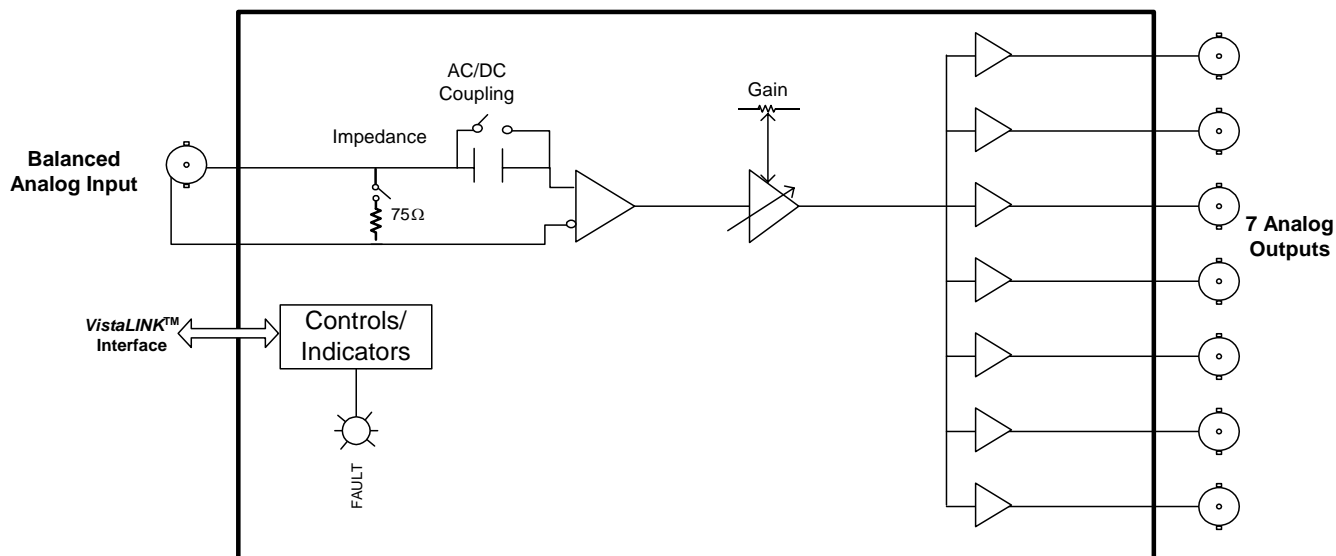 AC/DC
Coupling
Gain
Impedance
Balanced
Analog Input
75Ω
7 Analog
Outputs
VistaLINK™
Interface
Controls/
Indicators
FAULT